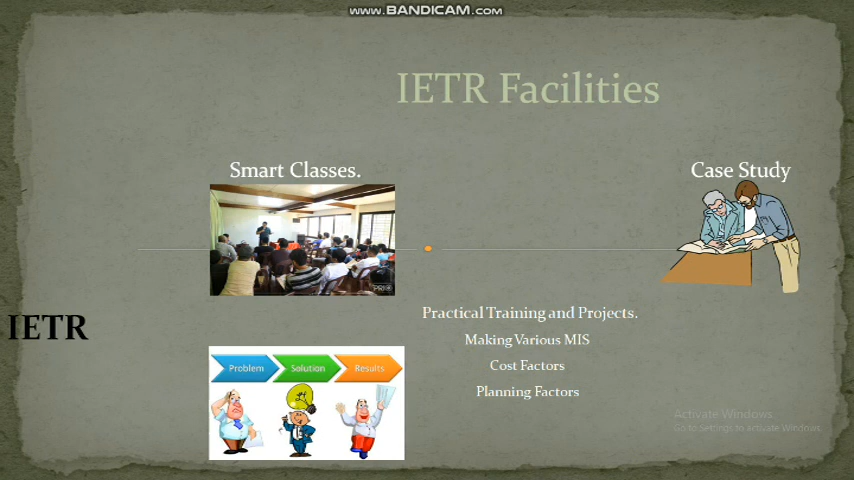 www.BANDICAM.com
IETR Facilities
Smart Classes.
Case Study
PRI
Practical Training and Projects.
Making Various MIS
IETR
Cost Factors
Problem
Solution
Results
Planning Factors
Activate Windows
Go to Settings to activate Windows.